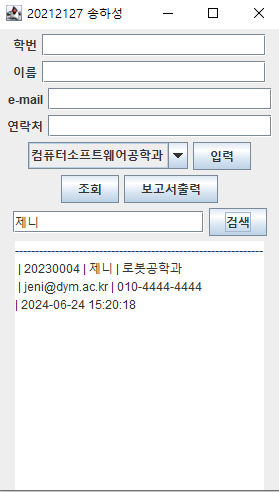 20212127 송하성
학번
이름
e-mail
연락처
컴퓨터소프트웨어공학과 입력
조회 보고서출력
제니 검색
| 20230004 | 제니 | 로봇공학과
| jeni@dym.ac.kr | 010-4444-4444
| 2024-06-24 15:20:18